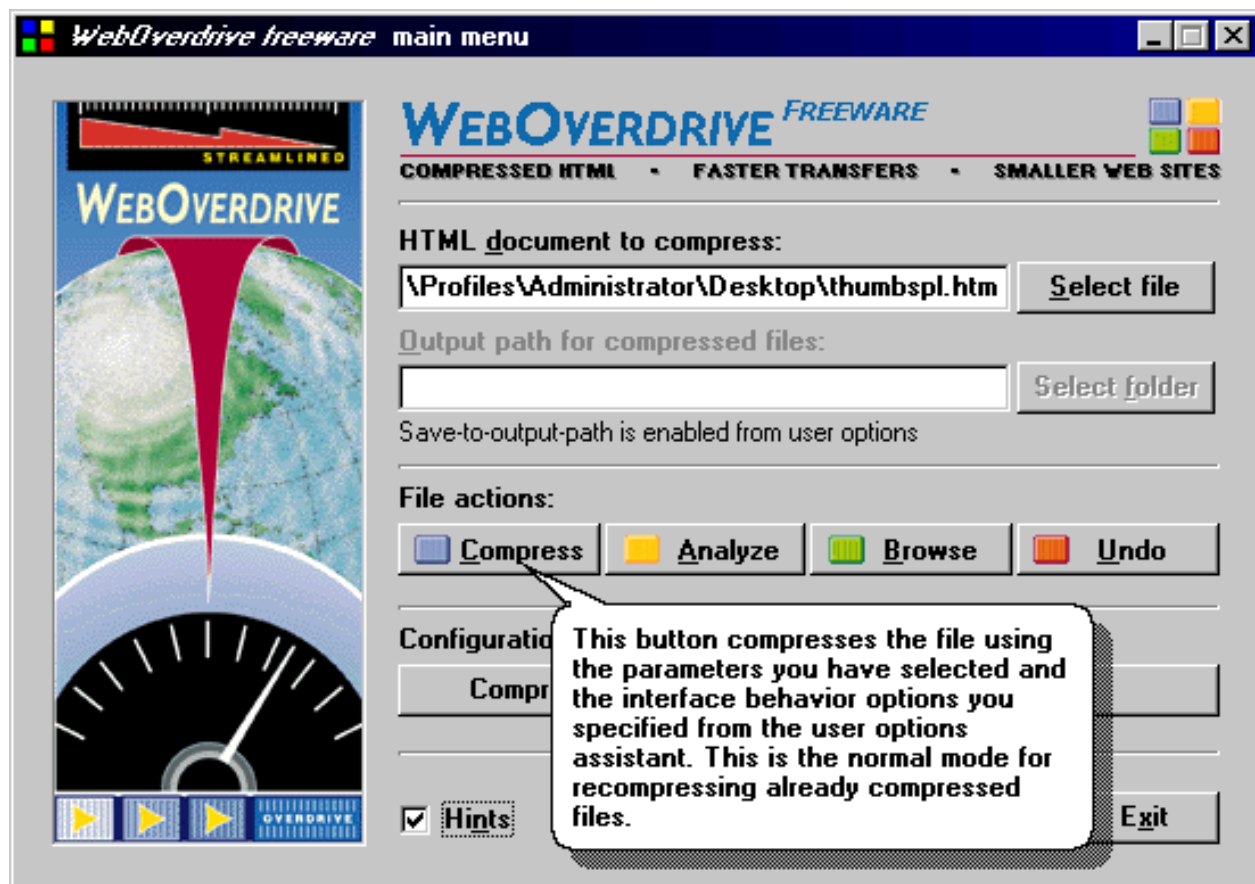 WebOverdrive freeware main menu
STREAMLINED
WEBOVERDRIVE
WEBOVERDRIVE FREEWARE
COMPRESSED HTML • FASTER TRANSFERS • SMALLER WEB SITES
HTML document to compress:
\Profiles\Administrator\Desktop\thumbspl.htm
Select file
Output path for compressed files:
Select folder
Save-to-output-path is enabled from user options
File actions:
Compress
Analyze
Browse
Undo
This button compresses the file using
the parameters you have selected and
the interface behavior options you
specified from the user options
assistant. This is the normal mode for
recompressing already compressed
files.
OVERDRIVE
Hints
Exit